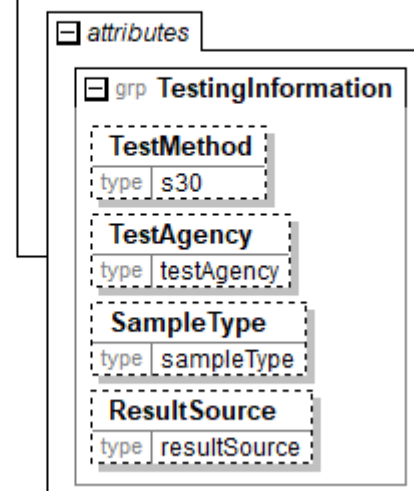 attributes
grp TestingInformation
TestMethod
type s30
TestAgency
type testAgency
SampleType
type sampleType
ResultSource
type resultSource